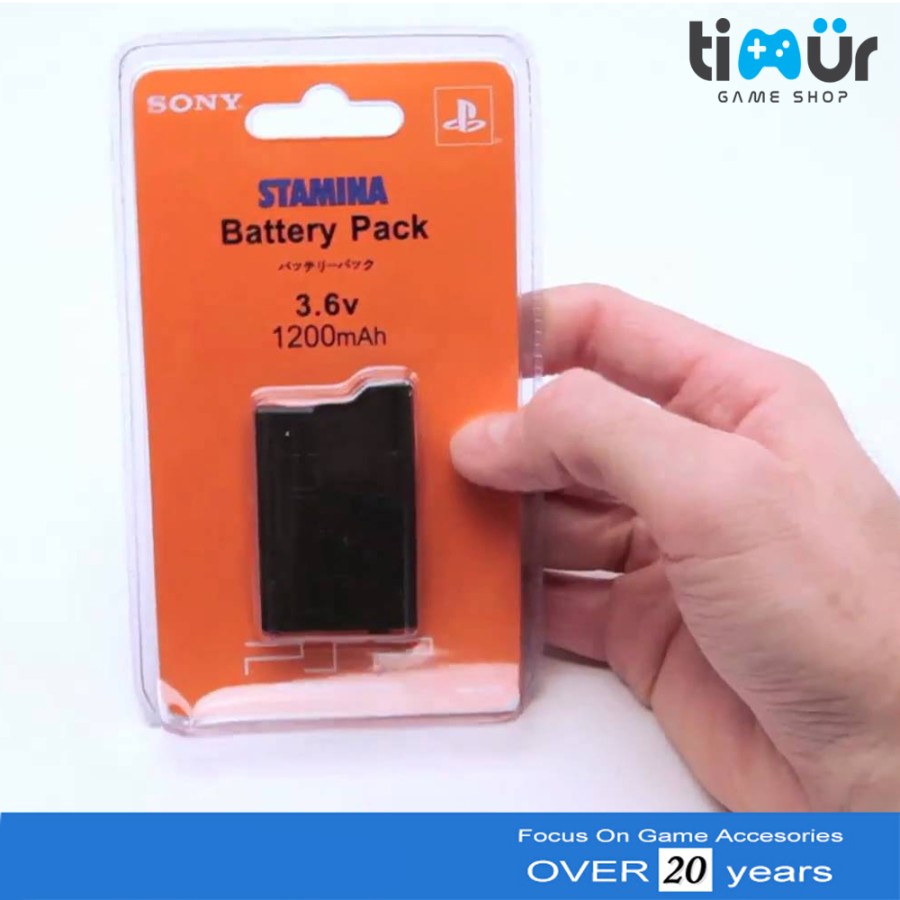 timür
GAME SHOP
SONY
STAMINA
Battery Pack
バッテリーパック
3.6v
1200mAh
PSP
Focus On Game Accesories
OVER 20 years